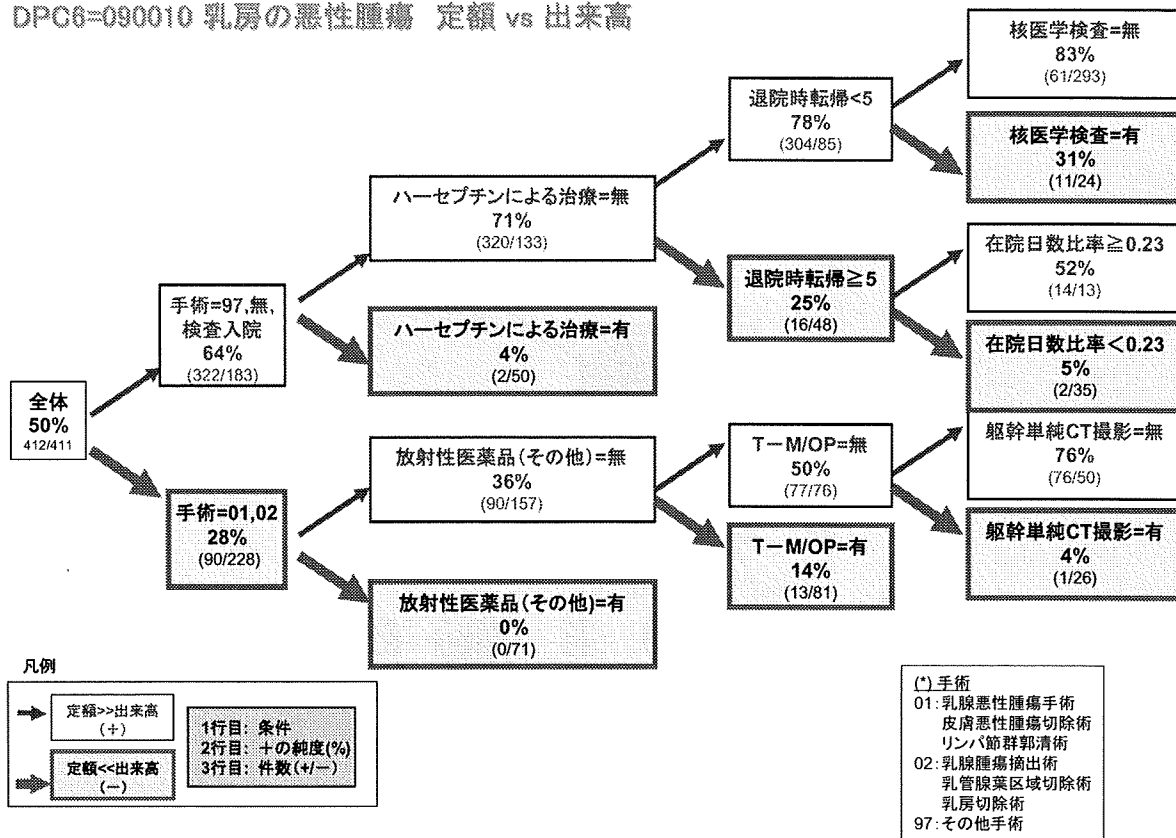 DPC6=090010 乳房の悪性腫瘍 定額 vs 出来高
全体
50%
412/411
手術=97,無,
検査入院
64%
(322/183)
手術=01,02
28%
(90/228)
ハーセプチンによる治療=無
71%
(320/133)
ハーセプチンによる治療=有
4%
(2/50)
放射性医薬品(その他)=無
36%
(90/157)
放射性医薬品(その他)=有
0%
(0/71)
退院時転帰<5
78%
(304/85)
退院時転帰≧5
25%
(16/48)
T-M/OP=無
50%
(77/76)
T-M/OP=有
14%
(13/81)
核医学検査=無
83%
(61/293)
核医学検査=有
31%
(11/24)
在院日数比率≧0.23
52%
(14/13)
在院日数比率<0.23
5%
(2/35)
躯幹単純CT撮影=無
76%
(76/50)
躯幹単純CT撮影=有
4%
(1/26)
凡例
定額>>出来高
(+)
定額<<出来高
(-)
1行目: 条件
2行目: +の純度(%)
3行目: 件数(+/-)
(*) 手術
01:乳腺悪性腫瘍手術
皮膚悪性腫瘍切除術
リンパ節群郭清術
02:乳腺腫瘍摘出術
乳管腺葉区域切除術
乳房切除術
97:その他手術